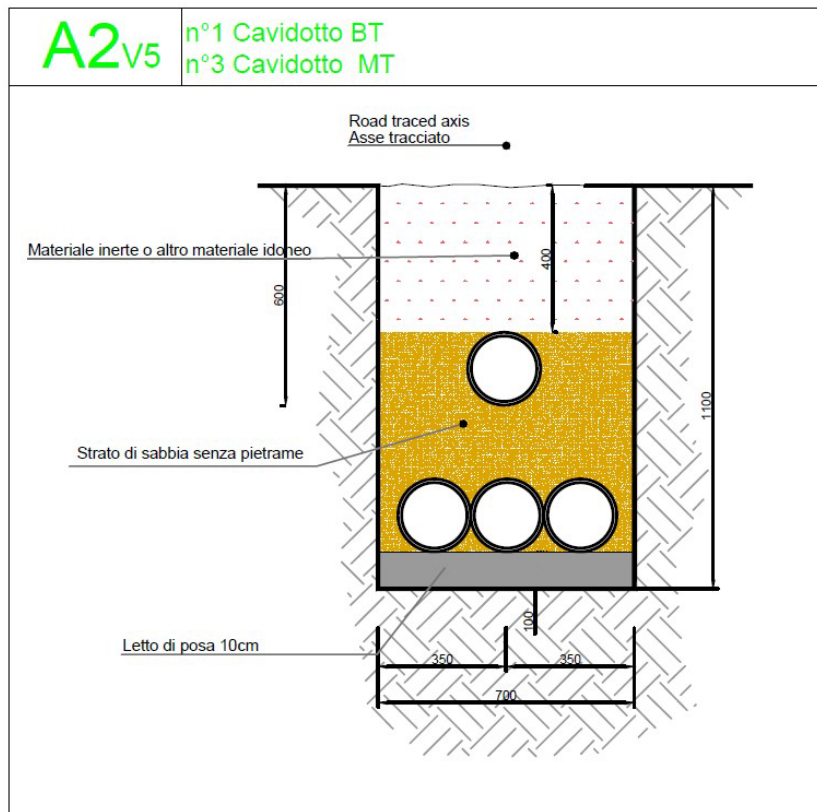 A2V5
n°1 Cavidotto BT
n°3 Cavidotto MT
Road traced axis
Asse tracciato
Materiale inerte o altro materiale idoneo
400
600
1100
Strato di sabbia senza pietrame
100
Letto di posa 10cm
350
350
700